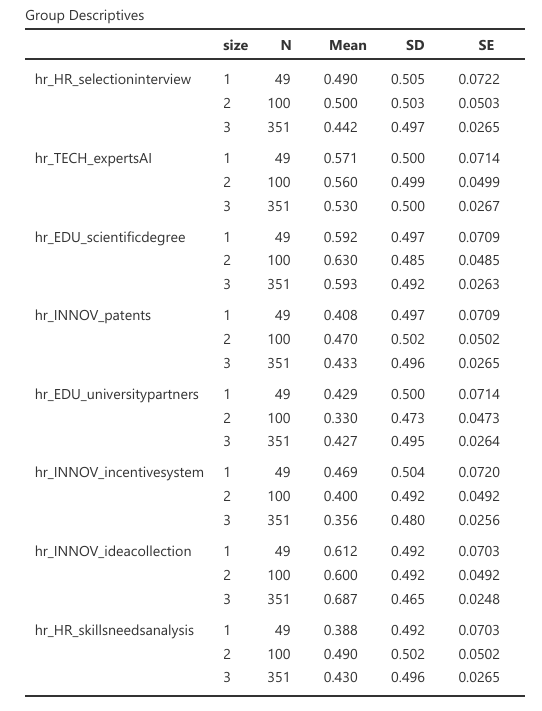 Group Descriptives
size N Mean SD SE
hr_HR_selectioninterview 1 49 0.490 0.505 0.0722
2 100 0.500 0.503 0.0503
3 351 0.442 0.497 0.0265
hr_TECH_expertsAI 1 49 0.571 0.500 0.0714
2 100 0.560 0.499 0.0499
3 351 0.530 0.500 0.0267
hr_EDU_scientificdegree 1 49 0.592 0.497 0.0709
2 100 0.630 0.485 0.0485
3 351 0.593 0.492 0.0263
hr_INNOV_patents 1 49 0.408 0.497 0.0709
2 100 0.470 0.502 0.0502
3 351 0.433 0.496 0.0265
hr_EDU_universitypartners 1 49 0.429 0.500 0.0714
2 100 0.330 0.473 0.0473
3 351 0.427 0.495 0.0264
hr_INNOV_incentivesystem 1 49 0.469 0.504 0.0720
2 100 0.400 0.492 0.0492
3 351 0.356 0.480 0.0256
hr_INNOV_ideacollection 1 49 0.612 0.492 0.0703
2 100 0.600 0.492 0.0492
3 351 0.687 0.465 0.0248
hr_HR_skillsneedsanalysis 1 49 0.388 0.492 0.0703
2 100 0.490 0.502 0.0502
3 351 0.430 0.496 0.0265